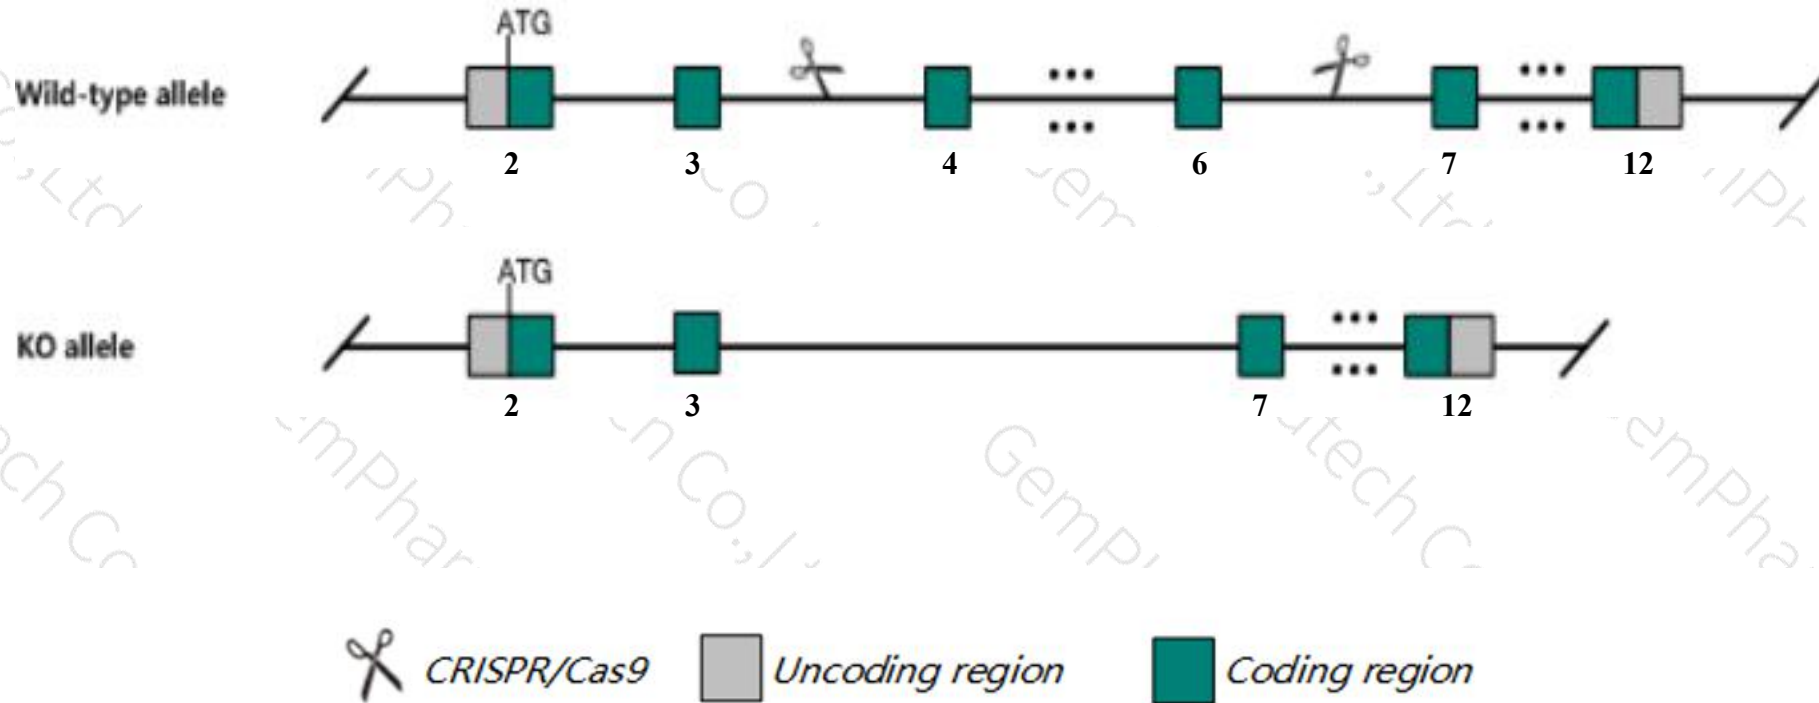 ATG
Wild-type allele
2 3 4 6 7 12
ATG
KO allele
2 3 7 12
CRISPR/Cas9 Uncoding region Coding region
GemPh